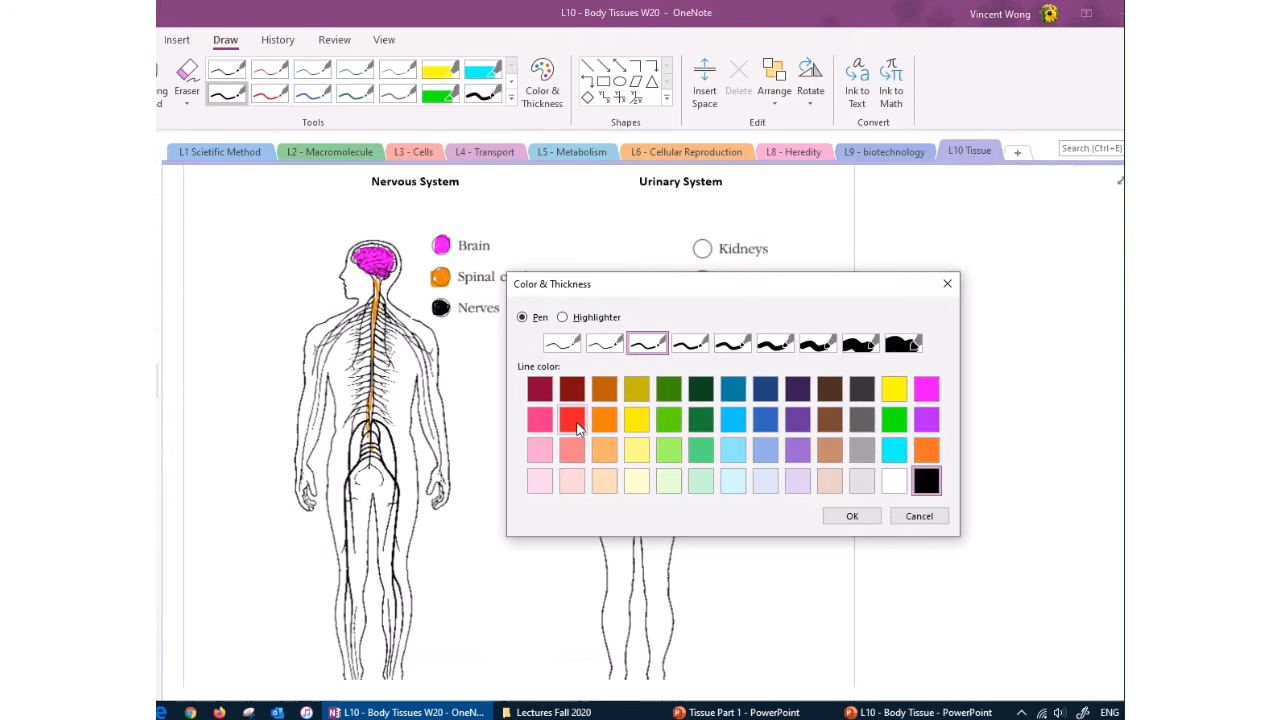 L10 - Body Tissues W20 - OneNote
Vincent Wong
Insert Draw History Review View
Eraser
Color & Thickness
Insert Space
Delete
Arrange
Rotate
Ink to Text
Ink to Math
Tools Shapes Edit Convert
L1 Scietific Method L2 - Macromolecule L3 - Cells L4 - Transport L5 - Metabolism L6 - Cellular Reproduction L8 - Heredity L9 - biotechnology L10 Tissue + Search (Ctrl+E)
Nervous System Urinary System
Brain
Spinal
Nerves
Kidneys
Color & Thickness
Pen Highlighter
Line color:
OK Cancel
L10 - Body Tissues W20 - OneN... Lectures Fall 2020 Tissue Part 1 - PowerPoint L10 - Body Tissue - PowerPoint ENG